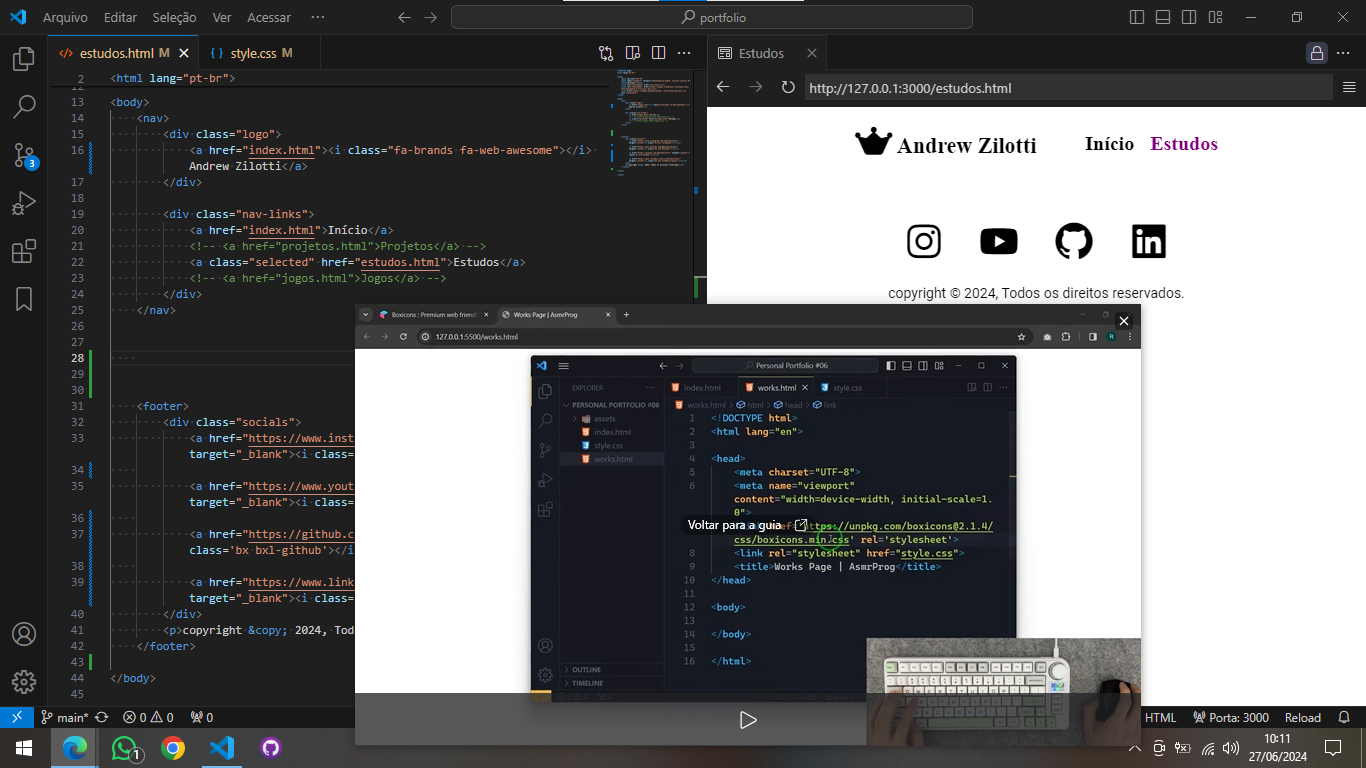 Arquivo Editar Seleção Ver Acessar ··· portfolio
estudos.html M style.css M
Estudos
http://127.0.0.1:3000/estudos.html
2 <html lang="pt-br">
12
13 <body>
14 <nav>
15 <div class="logo">
16 <a href="index.html"><i class="fa-brands fa-web-awesome"></i>
Andrew Zilotti</a>
17 </div>
18
19 <div class="nav-links">
20 <a href="index.html">Início</a>
21 <!-- <a href="projetos.html">Projetos</a> -->
22 <a class="selected" href="estudos.html">Estudos</a>
23 <!-- <a href="jogos.html">Jogos</a> -->
24 </div>
25 </nav>
26
27
28
29
30
31 <footer>
32 <div class="socials">
33 <a href="https://www.inst
target="_blank"><i class=
34
35 <a href="https://www.yout
target="_blank"><i class=
36
37 <a href="https://github.c
class='bx bxl-github'></i
38
39 <a href="https://www.link
target="_blank"><i class=
40 </div>
41 <p>copyright &copy; 2024, Tod
42 </footer>
43
44 </body>
45
Andrew Zilotti Início Estudos
copyright © 2024, Todos os direitos reservados.
Boxicons : Premium web friend Works Page | AsmrProg
127.0.0.1:5500/works.html
Personal Portfolio #06
EXPLORER
PERSONAL PORTFOLIO #06
assets
index.html
style.css
works.html
OUTLINE
TIMELINE
index.html works.html style.css
works.html html head link
1 <!DOCTYPE html>
2 <html lang="en">
3
4 <head>
5 <meta charset="UTF-8">
6 <meta name="viewport"
content="width=device-width, initial-scale=1.
0">
Voltar para a guia
https://unpkg.com/boxicons@2.1.4/
css/boxicons.min.css' rel='stylesheet'>
8 <link rel="stylesheet" href="style.css">
9 <title>Works Page | AsmrProg</title>
10 </head>
11
12 <body>
13
14 </body>
15
16 </html>
3
main* 0 0 0
HTML Porta: 3000 Reload
1
10:11
27/06/2024